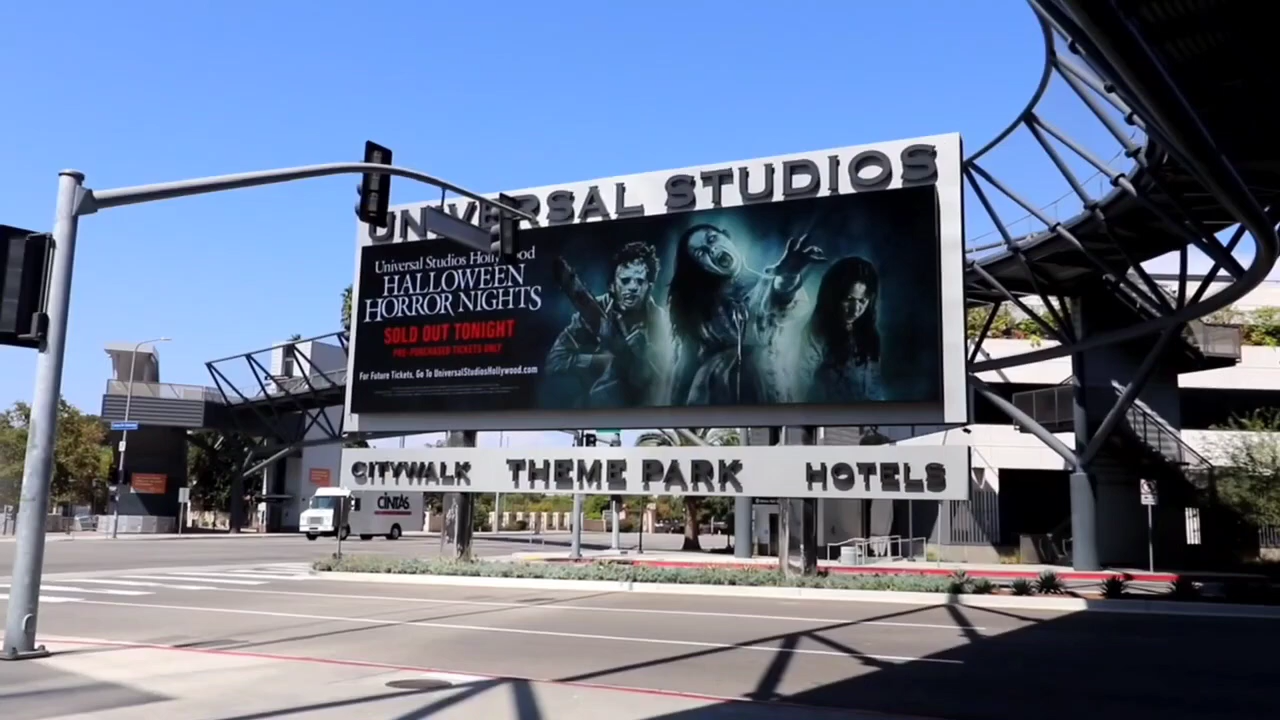 UNIVERSAL STUDIOS
Universal Studios Hollywood
HALLOWEEN
HORROR NIGHTS
SOLD OUT TONIGHT
PRE-PURCHASED TICKETS ONLY
For Future Tickets, Go To UniversalStudiosHollywood.com
CITYWALK THEME PARK HOTELS
CINTAS